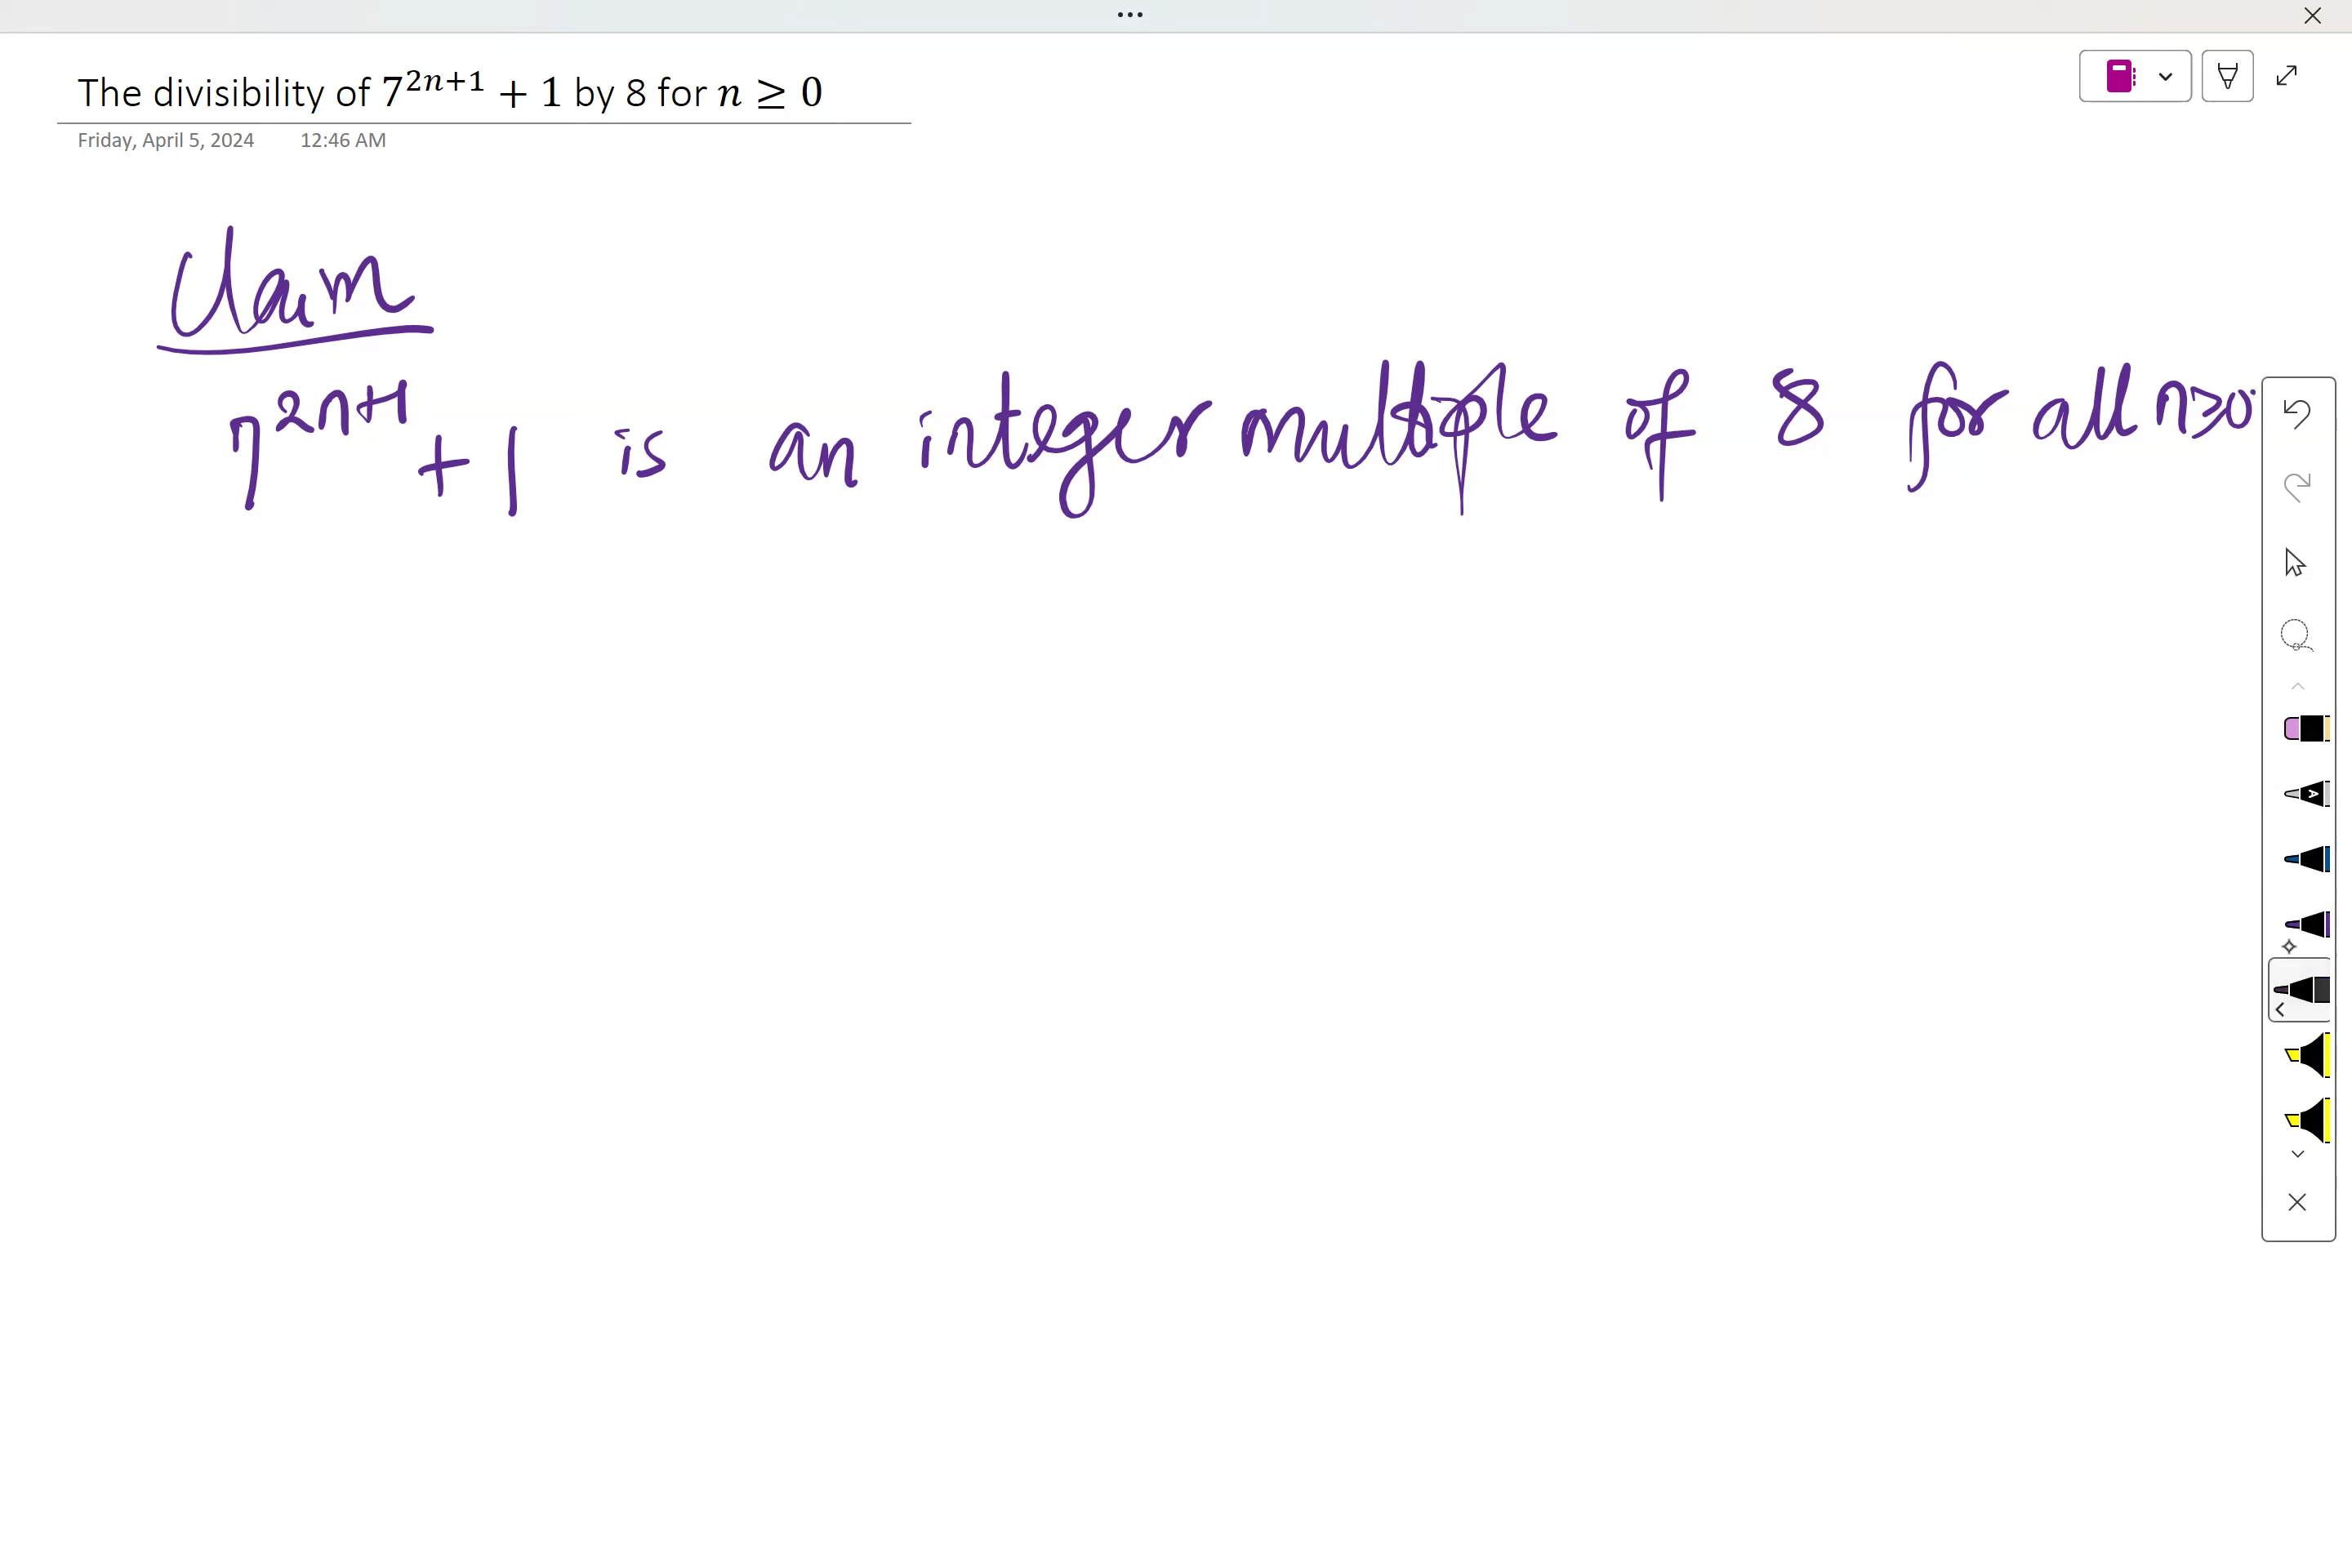 The divisibility of 7^{2n+1} + 1 by 8 for n ≥ 0
Friday, April 5, 2024 12:46 AM
Claim
7^{2n+1} + 1 is an integer multiple of 8 for all n≥0.